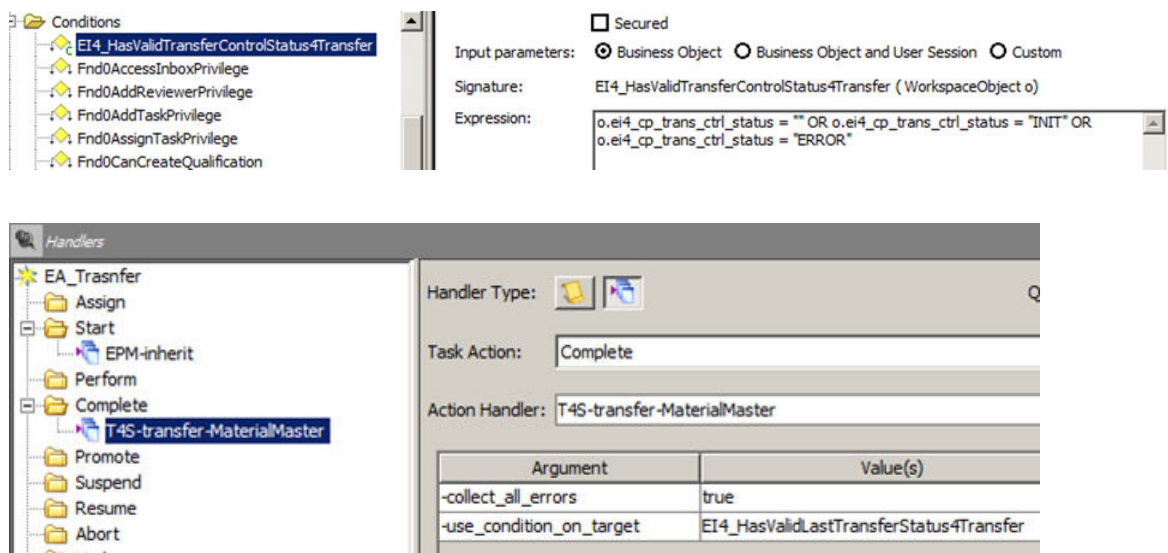 Conditions
EI4_HasValidTransferControlStatus4Transfer
Fnd0AccessInboxPrivilege
Fnd0AddReviewerPrivilege
Fnd0AddTaskPrivilege
Fnd0AssignTaskPrivilege
Fnd0CanCreateQualification
Secured
Input parameters: Business Object Business Object and User Session Custom
Signature: EI4_HasValidTransferControlStatus4Transfer ( WorkspaceObject o)
Expression: o.ei4_cp_trans_ctrl_status = "" OR o.ei4_cp_trans_ctrl_status = "INIT" OR
o.ei4_cp_trans_ctrl_status = "ERROR"
Handlers
EA_Trasnfer
Assign
Start
EPM-inherit
Perform
Complete
T4S-transfer-MaterialMaster
Promote
Suspend
Resume
Abort
Handler Type:
Task Action: Complete
Action Handler: T4S-transfer-MaterialMaster
Argument Value(s)
-collect_all_errors true
-use_condition_on_target EI4_HasValidLastTransferStatus4Transfer